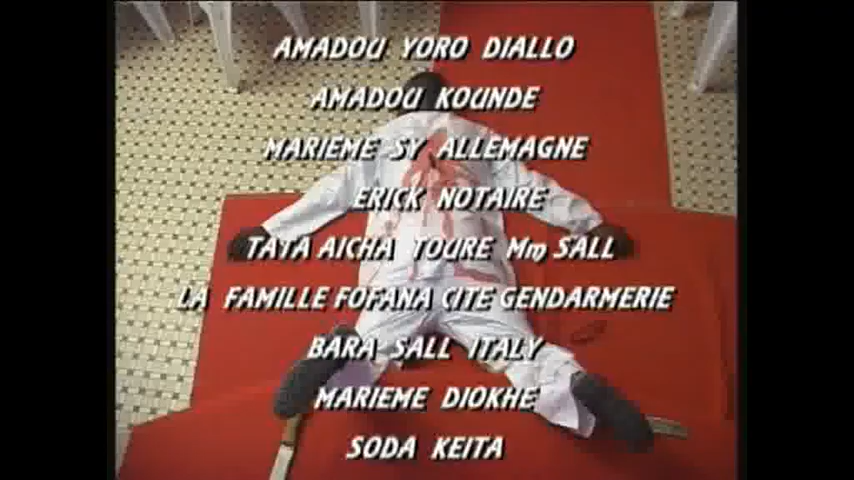 AMADOU YORO DIALLO
AMADOU KOUNDE
MARIEME SY ALLEMAGNE
ERICK NOTAIRE
TATA AICHA TOURE Mm SALL
LA FAMILLE FOFANA CITE GENDARMERIE
BARA SALL ITALY
MARIEME DIOKHE
SODA KEITA